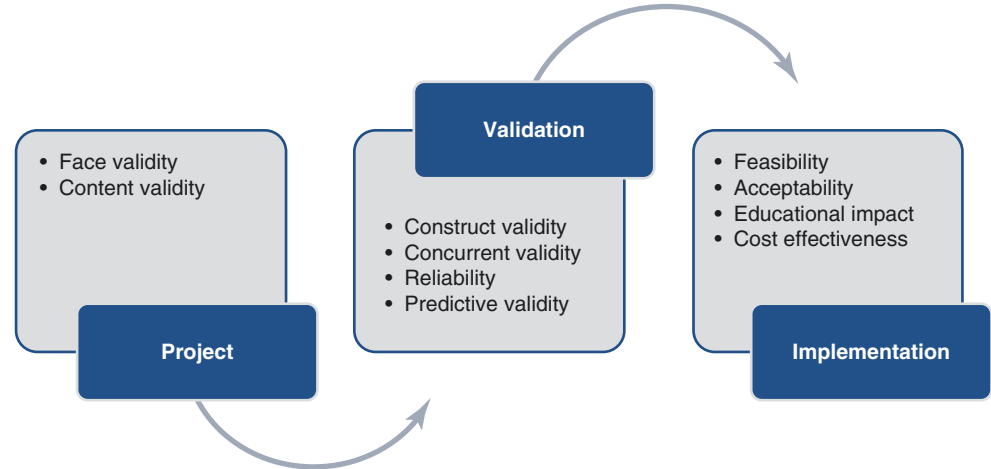 • Face validity
• Content validity
Project
Validation
• Construct validity
• Concurrent validity
• Reliability
• Predictive validity
• Feasibility
• Acceptability
• Educational impact
• Cost effectiveness
Implementation